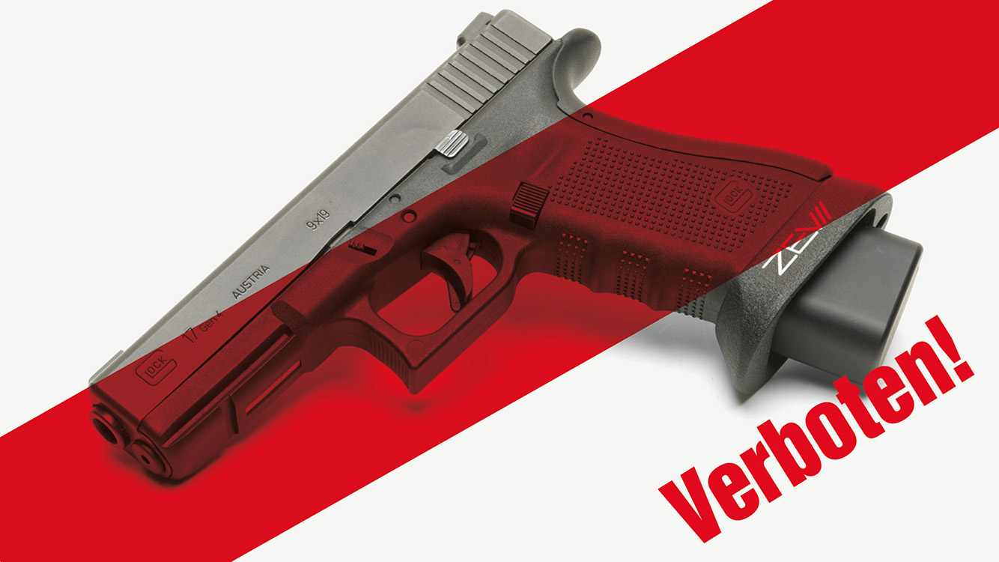 9x19
AUSTRIA
17 Gen4
GLOCK
GLOCK
ZEV
Verboten!